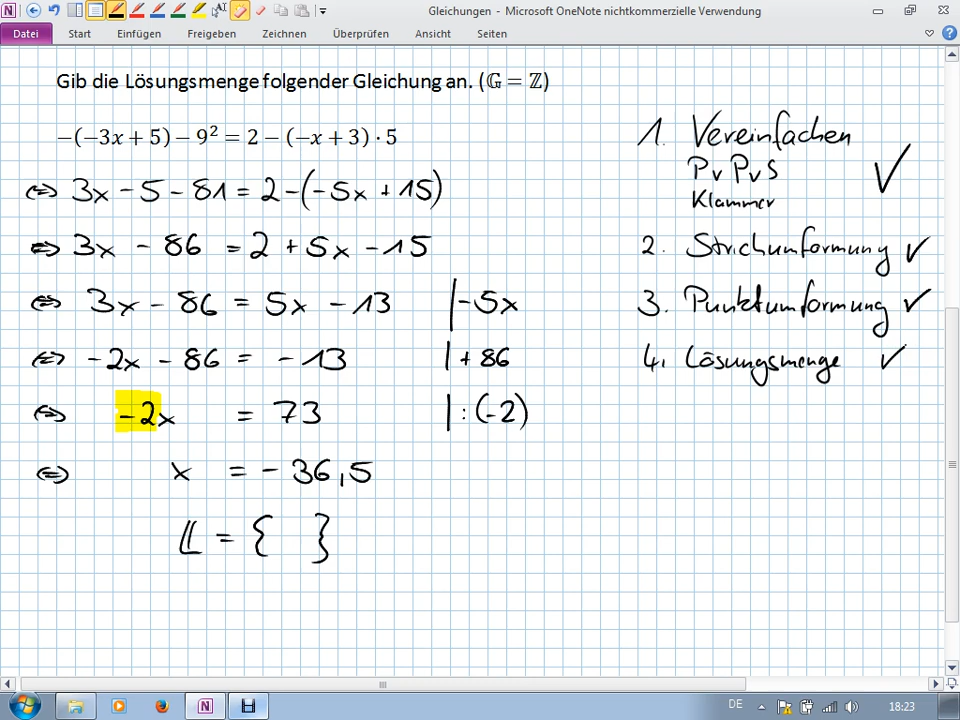 Gleichungen - Microsoft OneNote nichtkommerzielle Verwendung
Datei Start Einfügen Freigeben Zeichnen Überprüfen Ansicht Seiten
Gib die Lösungsmenge folgender Gleichung an. (𝔾 = ℤ)
−(−3x + 5) − 9² = 2 − (−x + 3) · 5
⇔ 3x − 5 − 81 = 2 − (−5x + 15)
⇔ 3x − 86 = 2 + 5x − 15
⇔ 3x − 86 = 5x − 13 | −5x
⇔ −2x − 86 = −13 | + 86
⇔ −2x = 73 | : (−2)
⇔ x = − 36,5
𝕃 = { }
1. Vereinfachen
Pv PvS ✓
Klammer
2. Strichumformung ✓
3. Punktumformung ✓
4. Lösungsmenge ✓
DE 18:23